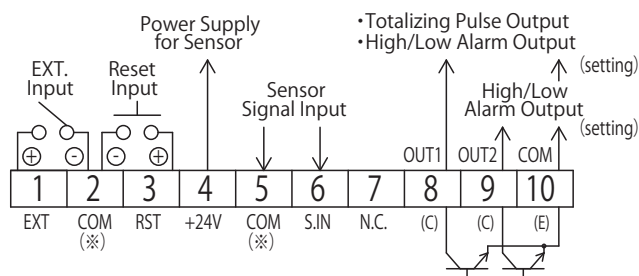 Power Supply
for Sensor
・Totalizing Pulse Output
・High/Low Alarm Output
(setting)
EXT.
Input
Reset
Input
Sensor
Signal Input
High/Low
Alarm Output
(setting)
+ - - +
OUT1 OUT2 COM
1 2 3 4 5 6 7 8 9 10
EXT COM RST +24V COM S.IN N.C. (C) (C) (E)
(※) (※)